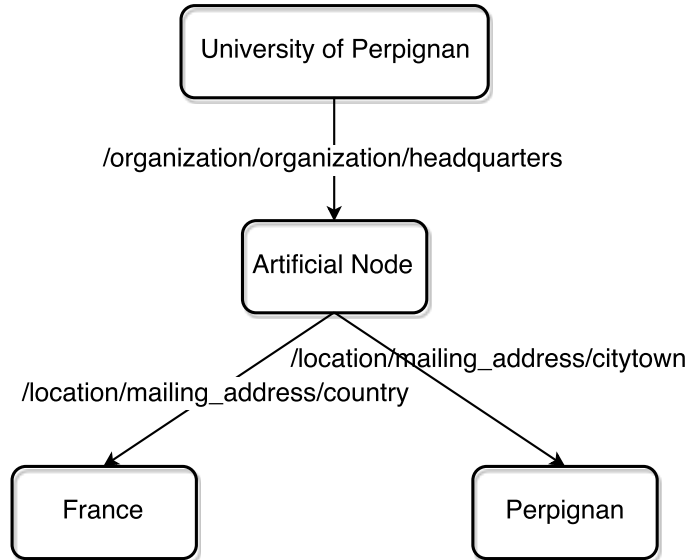 University of Perpignan
/organization/organization/headquarters
Artificial Node
/location/mailing_address/citytown
/location/mailing_address/country
France
Perpignan